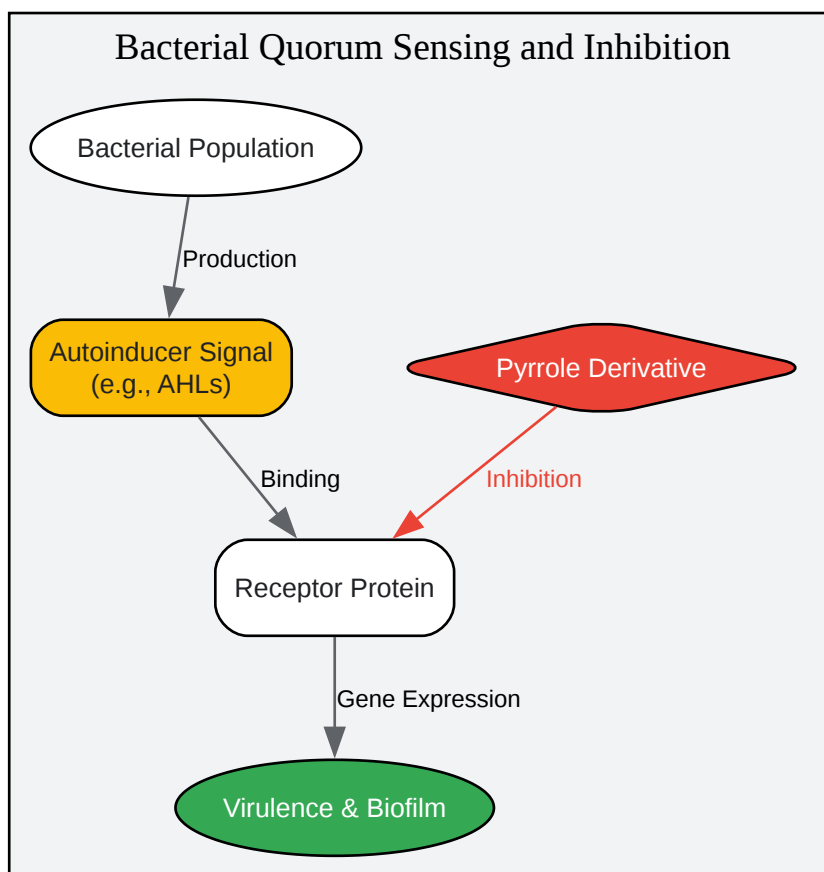 Bacterial Quorum Sensing and Inhibition
Bacterial Population
Production
Autoinducer Signal
(e.g., AHLs)
Pyrrole Derivative
Binding
Inhibition
Receptor Protein
Gene Expression
Virulence & Biofilm